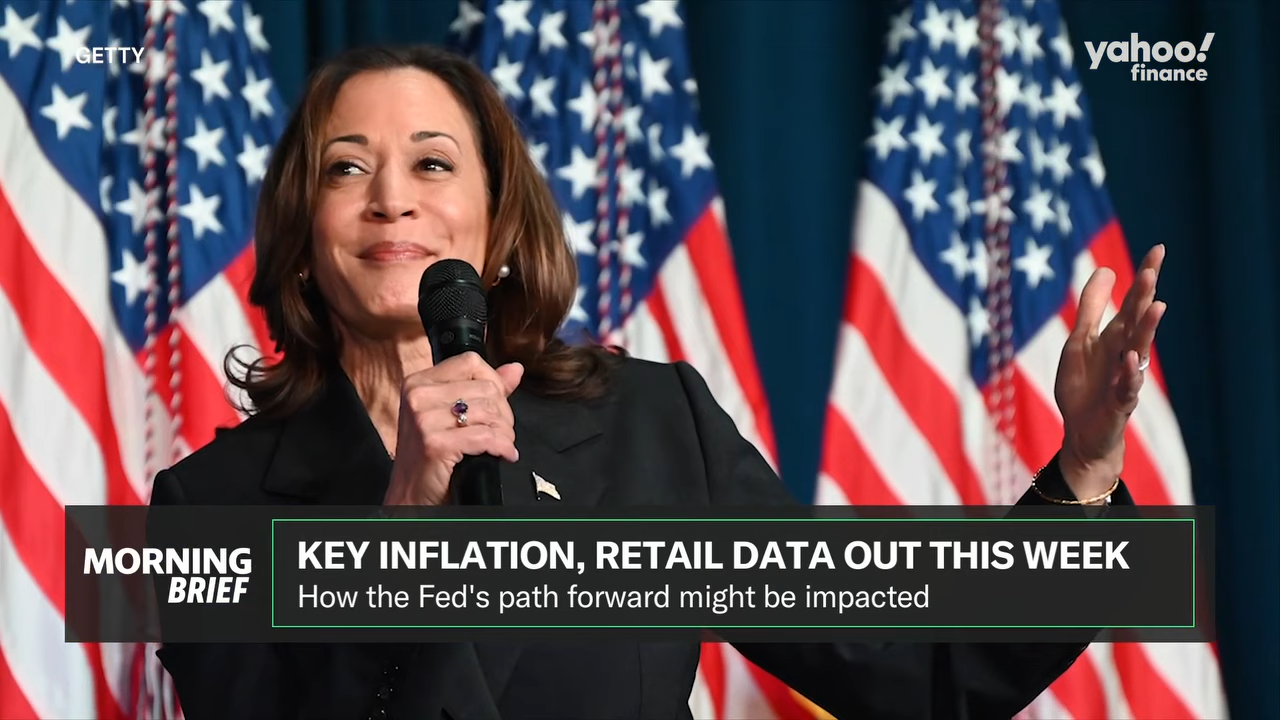 GETTY
yahoo!
finance
MORNING
BRIEF
KEY INFLATION, RETAIL DATA OUT THIS WEEK
How the Fed's path forward might be impacted